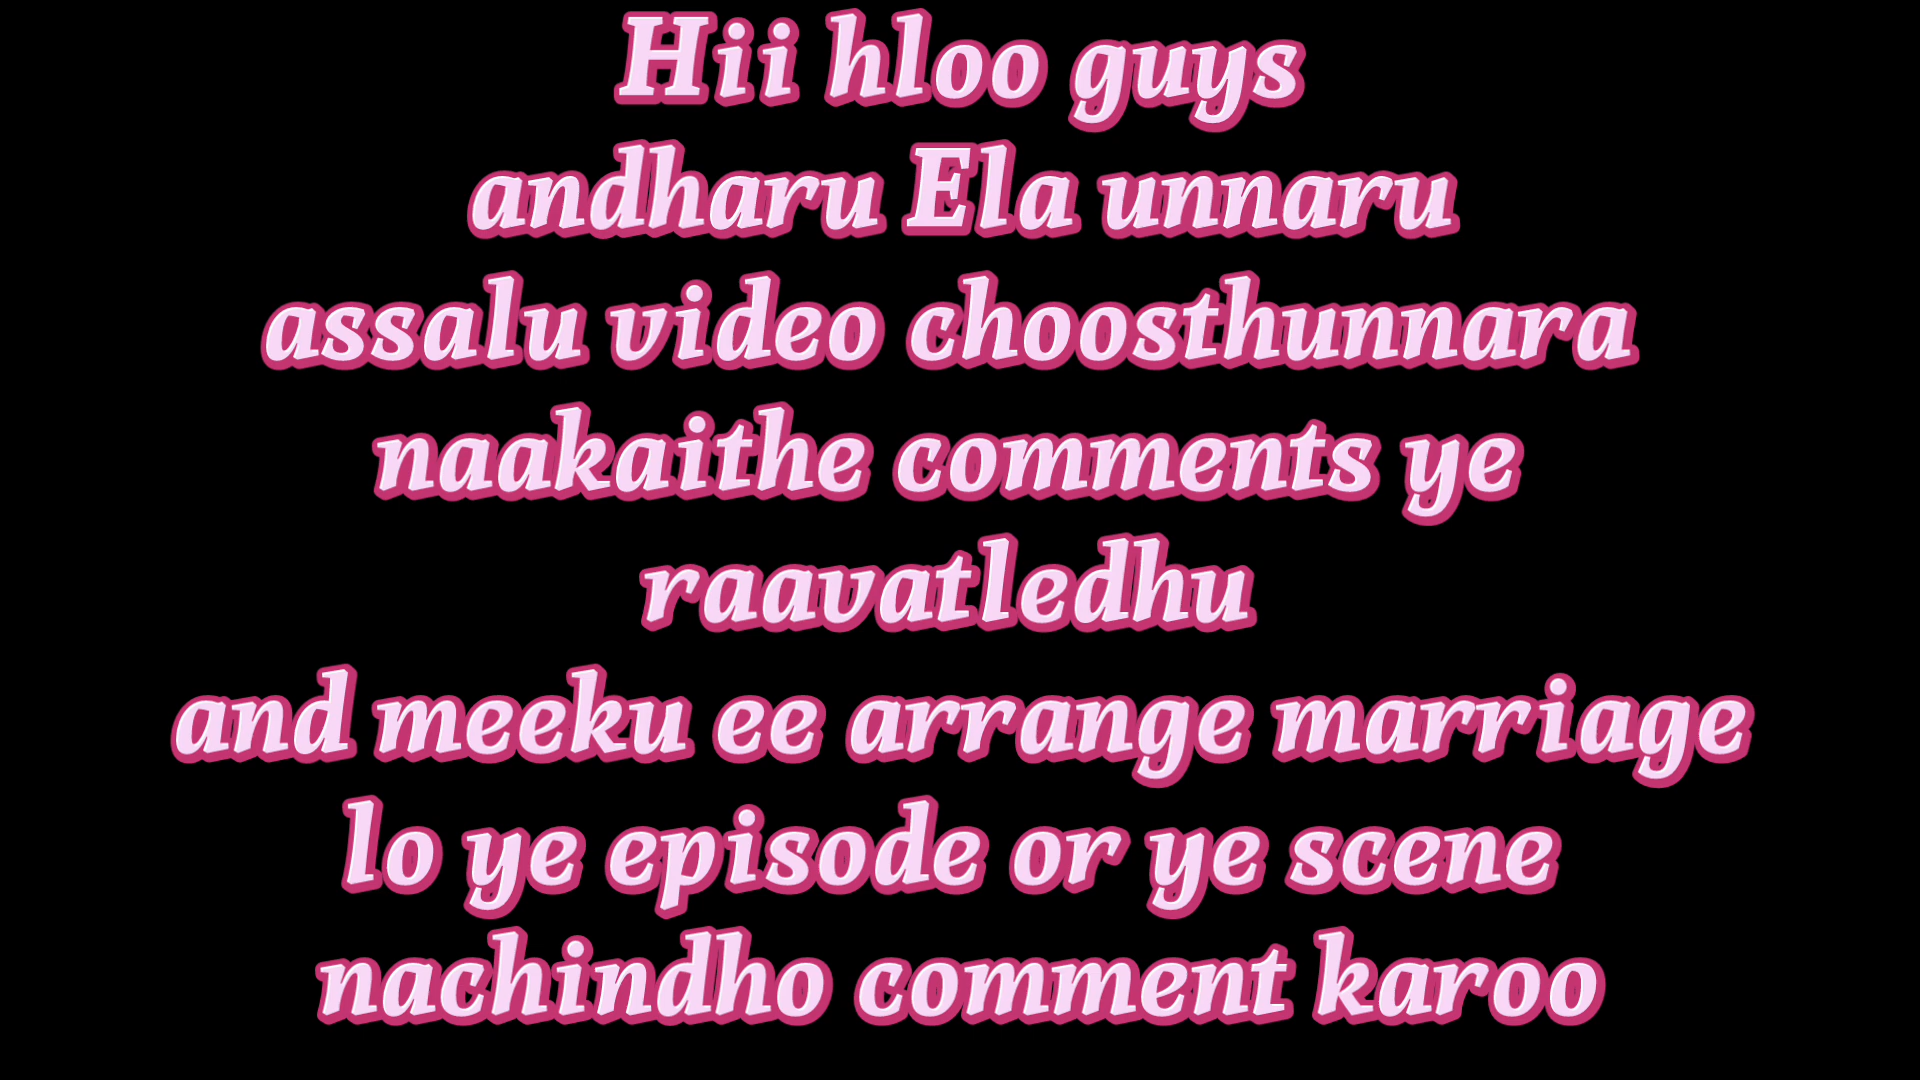 Hii hloo guys
andharu Ela unnaru
assalu video choosthunnara
naakaithe comments ye
raavatledhu
and meeku ee arrange marriage
lo ye episode or ye scene
nachindho comment karoo